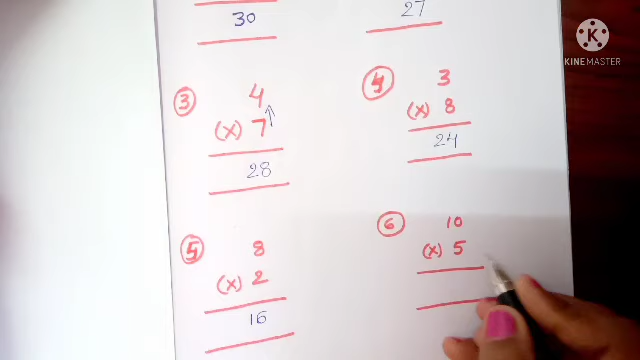 30
27
③ 4
(x) 7
28
④ 3
(x) 8
24
⑤ 8
(x) 2
16
⑥ 10
(x) 5
K
KINEMASTER